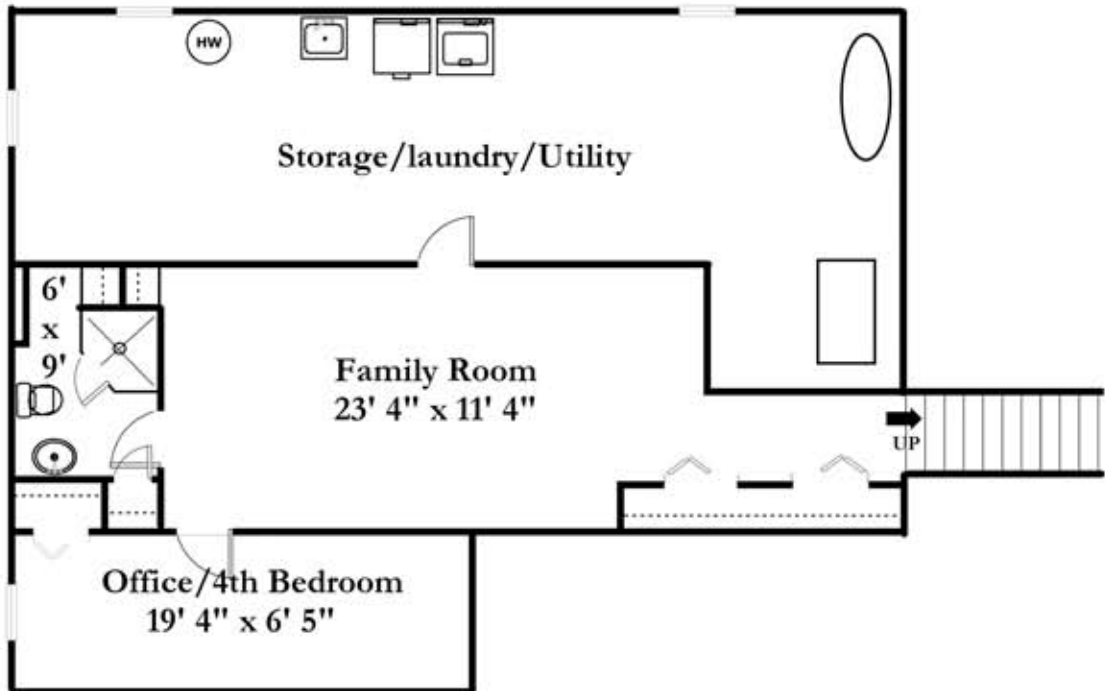 HW
Storage/laundry/Utility
6'
x
9'
Family Room
23' 4" x 11' 4"
UP
Office/4th Bedroom
19' 4" x 6' 5"